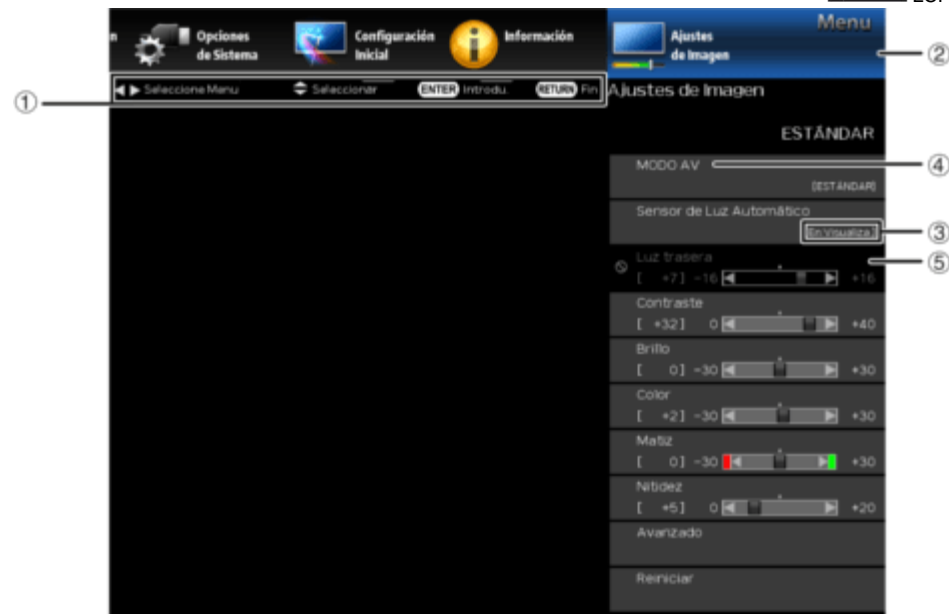 Menu
Opciones
de Sistema
Configuración
Inicial
Información
Ajustes
de Imagen
②
①
Seleccione Menu Seleccionar ENTER Introdu. RETURN Fin
Ajustes de Imagen
ESTÁNDAR
MODO AV
④
[ESTÁNDAR]
Sensor de Luz Automático
[En:Visualiza.]
③
Luz trasera
⑤
[ +7] -16 +16
Contraste
[ +32] 0 +40
Brillo
[ 0] -30 +30
Color
[ +2] -30 +30
Matiz
[ 0] -30 +30
Nitidez
[ +5] 0 +20
Avanzado
Reiniciar